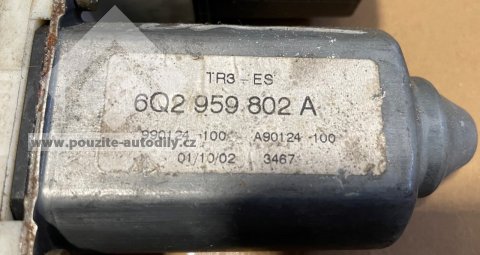 TR3 - ES
6Q2 959 802 A
990124 -100 A90124 -100
www.pouzite-autodily.cz
01/10/02 3467